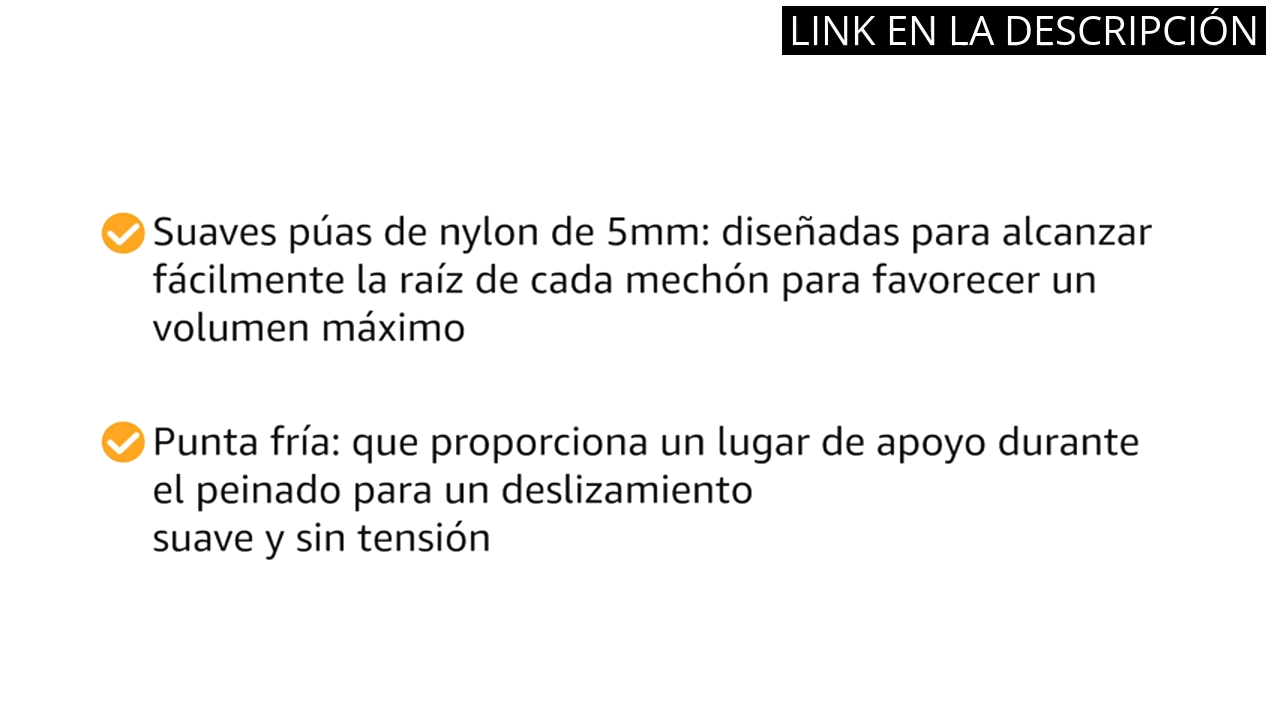 LINK EN LA DESCRIPCIÓN
Suaves púas de nylon de 5mm: diseñadas para alcanzar
fácilmente la raíz de cada mechón para favorecer un
volumen máximo
Punta fría: que proporciona un lugar de apoyo durante
el peinado para un deslizamiento
suave y sin tensión